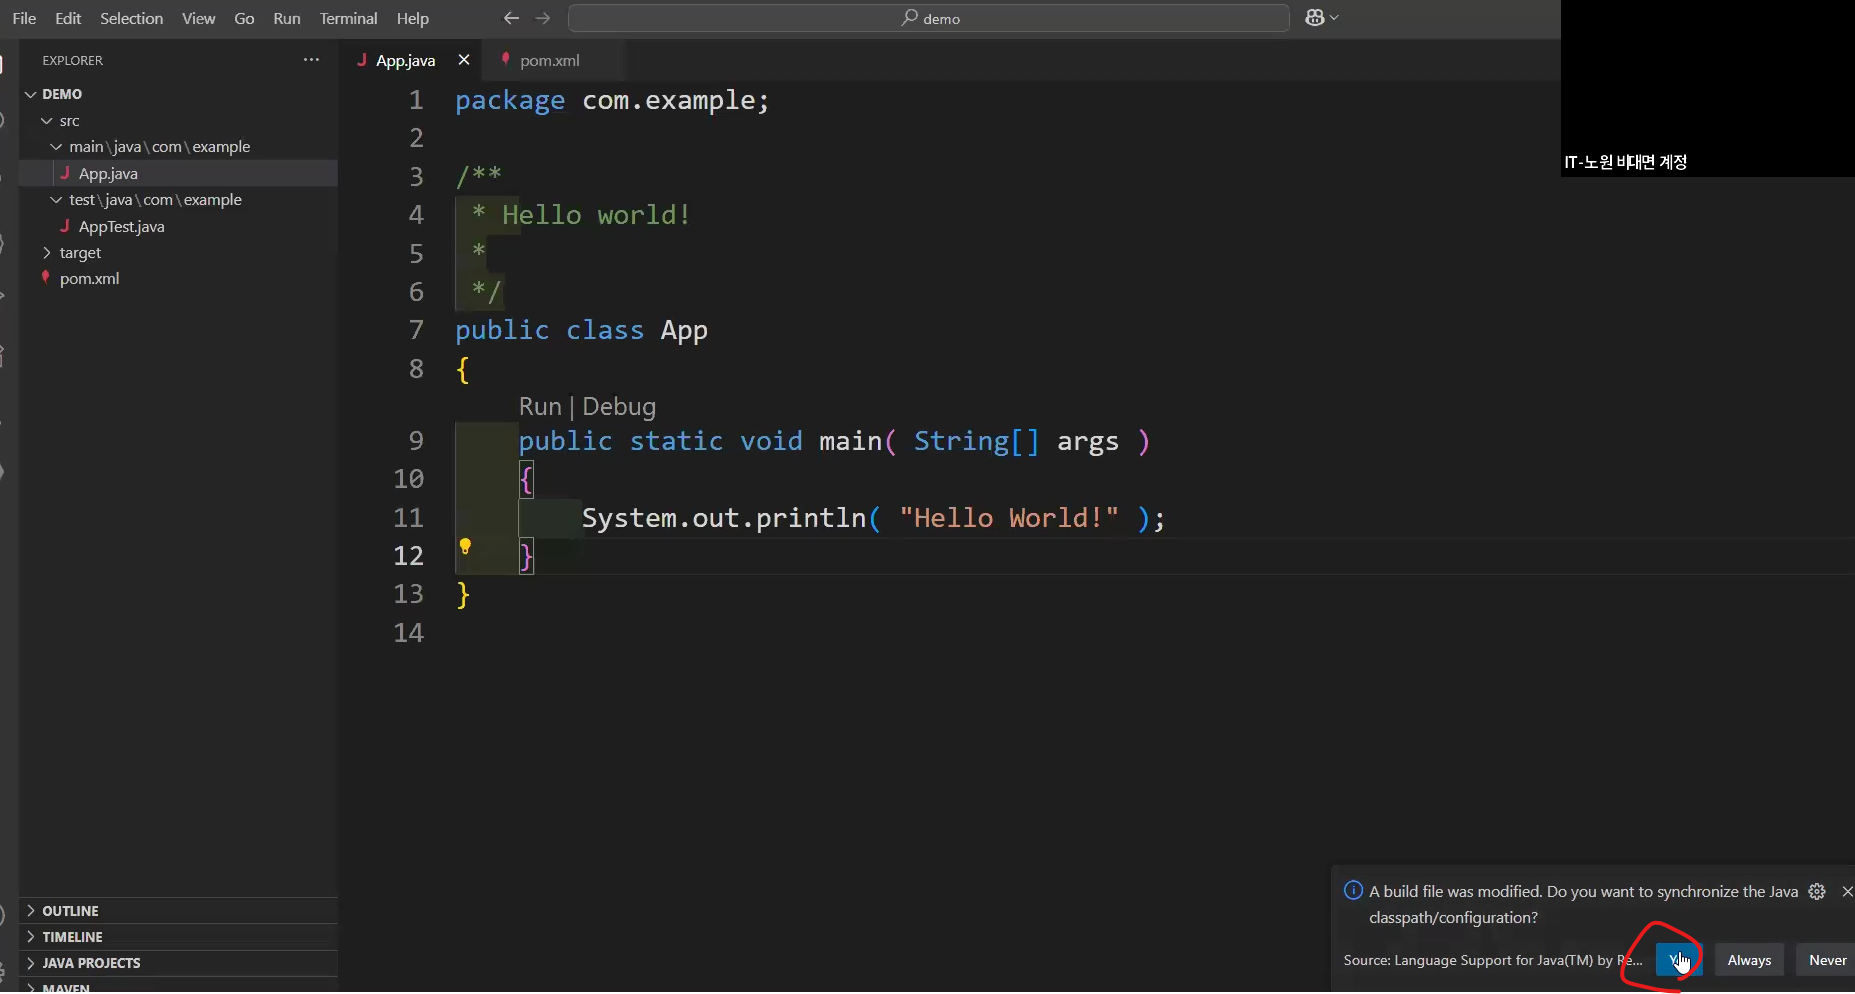 File Edit Selection View Go Run Terminal Help
demo
IT-노원 비대면 계정
EXPLORER
DEMO
src
main\java\com\example
App.java
test\java\com\example
AppTest.java
target
pom.xml
OUTLINE
TIMELINE
JAVA PROJECTS
MAVEN
App.java
pom.xml
1 package com.example;
2
3 /**
4 * Hello world!
5 *
6 */
7 public class App
8 {
Run | Debug
9 public static void main( String[] args )
10 {
11 System.out.println( "Hello World!" );
12 }
13 }
14
A build file was modified. Do you want to synchronize the Java
classpath/configuration?
Source: Language Support for Java(TM) by Re...
Always
Never